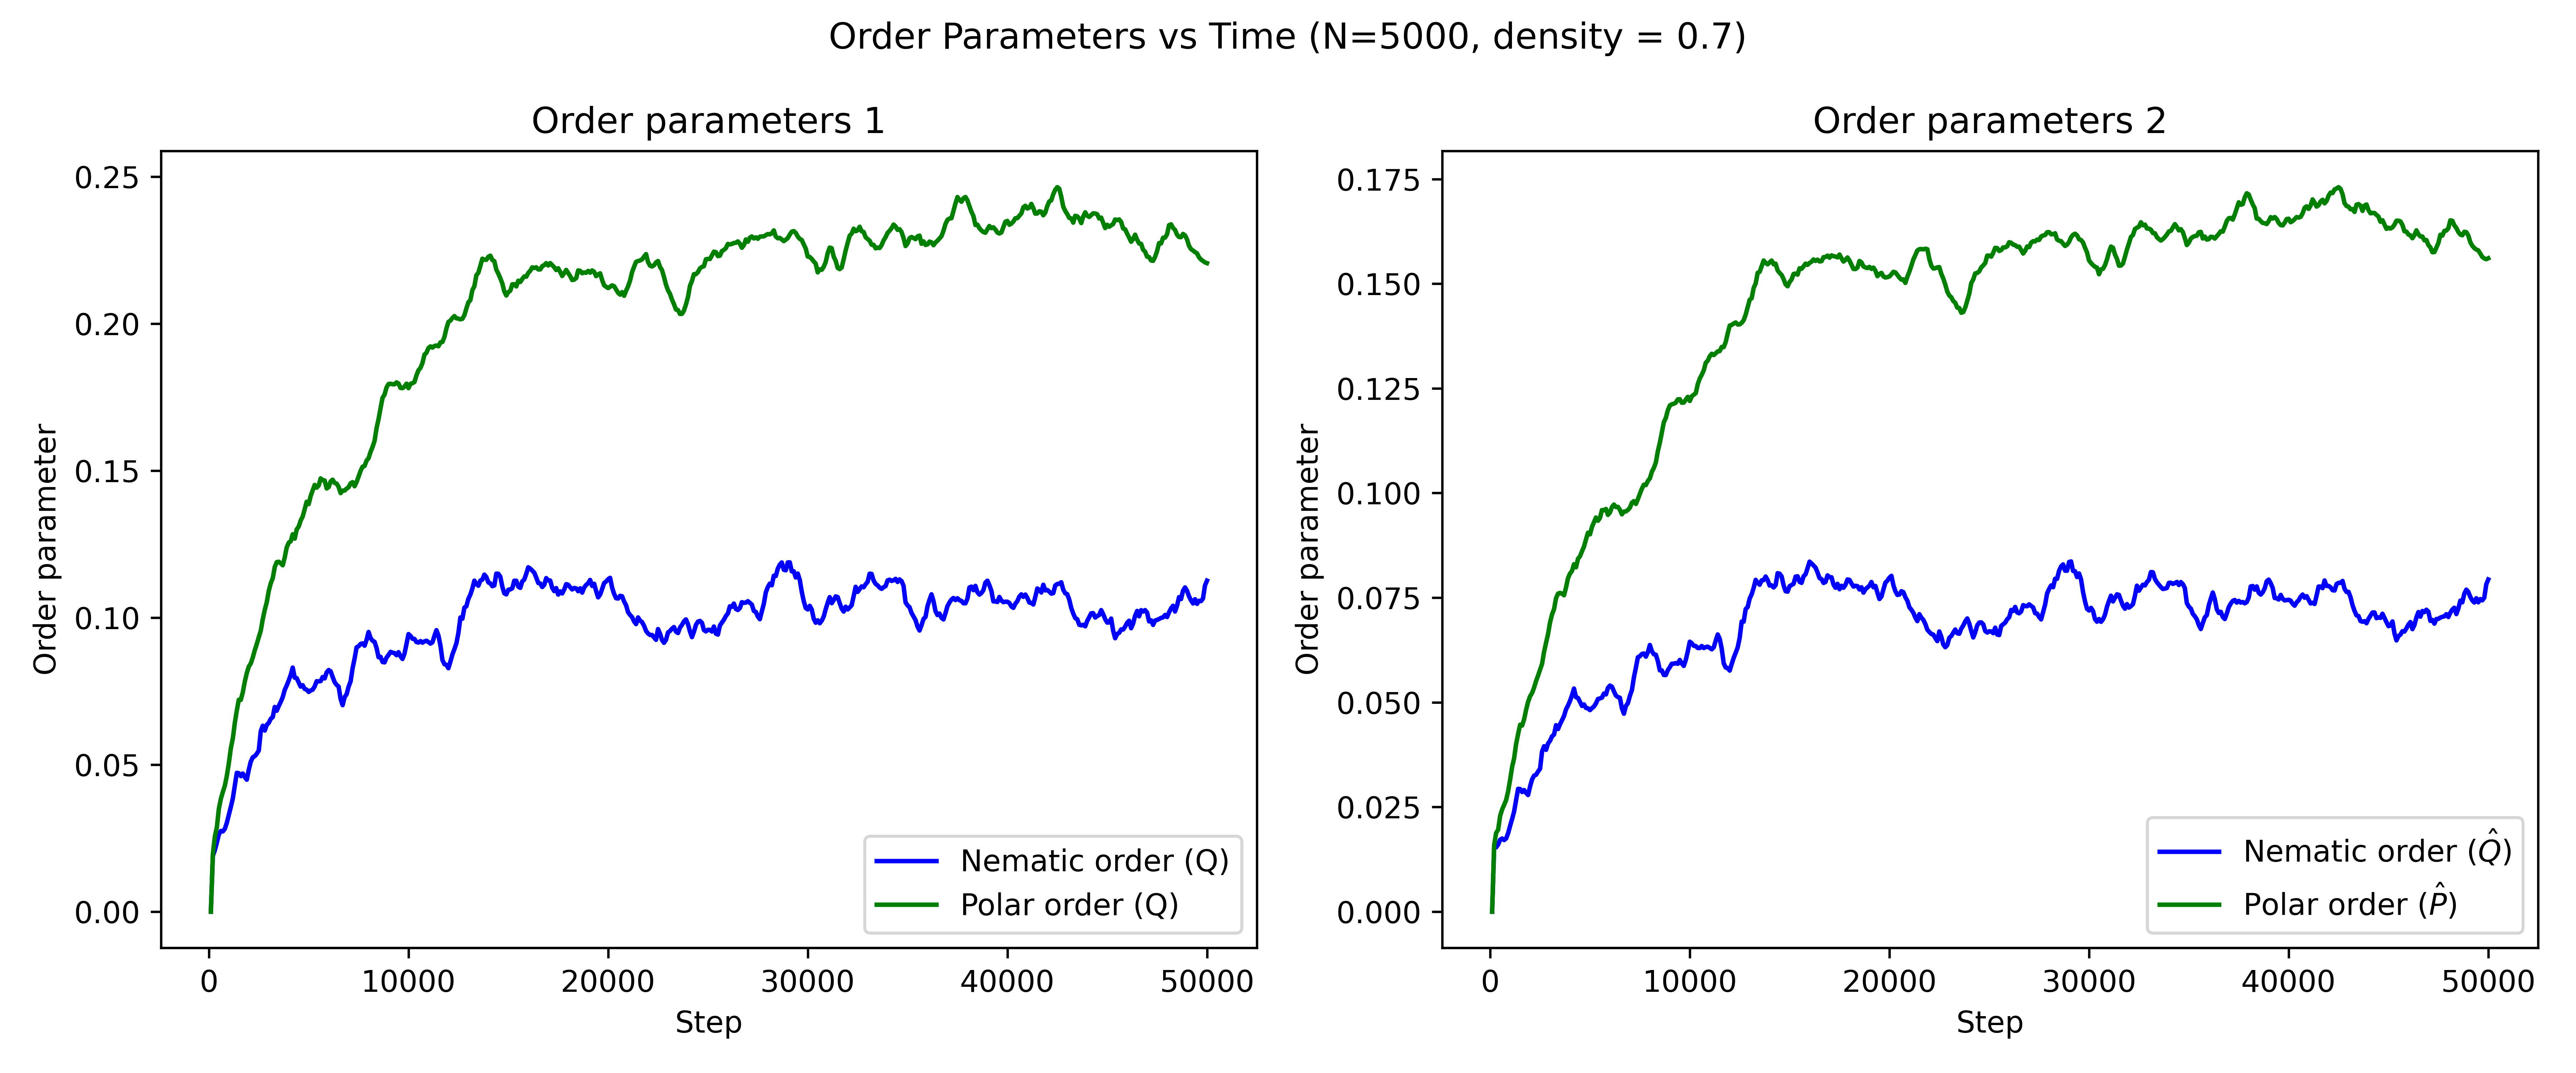 Order Parameters vs Time (N=5000, density = 0.7)
Order parameters 1
Order parameter
0.25
0.20
0.15
0.10
0.05
0.00
Nematic order (Q)
Polar order (Q)
0 10000 20000 30000 40000 50000
Step
Order parameters 2
Order parameter
0.175
0.150
0.125
0.100
0.075
0.050
0.025
0.000
Nematic order (Q̂)
Polar order (P̂)
0 10000 20000 30000 40000 50000
Step